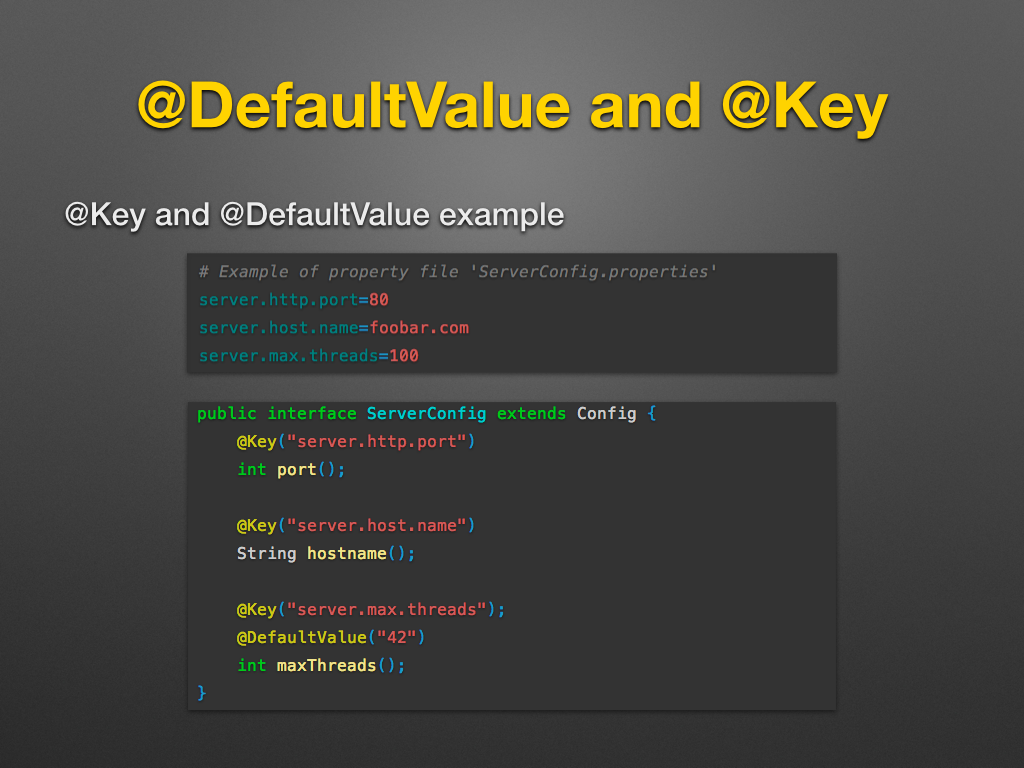 @DefaultValue and @Key
@Key and @DefaultValue example
# Example of property file 'ServerConfig.properties'
server.http.port=80
server.host.name=foobar.com
server.max.threads=100
public interface ServerConfig extends Config {
@Key("server.http.port")
int port();
@Key("server.host.name")
String hostname();
@Key("server.max.threads");
@DefaultValue("42")
int maxThreads();
}